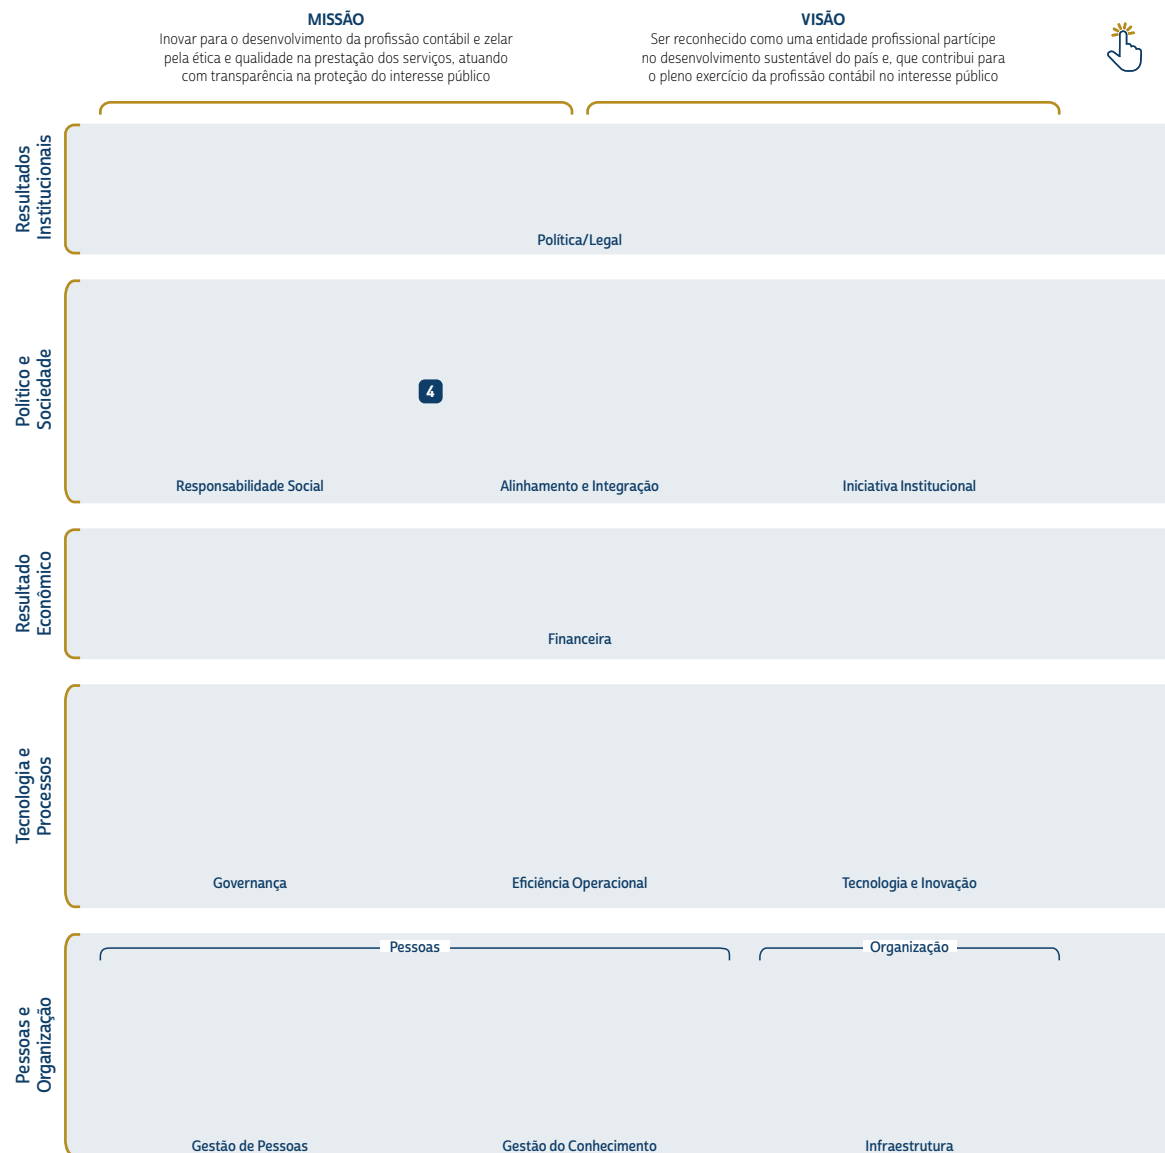 MISSÃO
Inovar para o desenvolvimento da profissão contábil e zelar
pela ética e qualidade na prestação dos serviços, atuando
com transparência na proteção do interesse público
VISÃO
Ser reconhecido como uma entidade profissional partícipe
no desenvolvimento sustentável do país e, que contribui para
o pleno exercício da profissão contábil no interesse público
Resultados
Institucionais
Política/Legal
Político e
Sociedade
4
Responsabilidade Social
Alinhamento e Integração
Iniciativa Institucional
Resultado
Econômico
Financeira
Tecnologia e
Processos
Governança
Eficiência Operacional
Tecnologia e Inovação
Pessoas e
Organização
Pessoas
Organização
Gestão de Pessoas
Gestão do Conhecimento
Infraestrutura